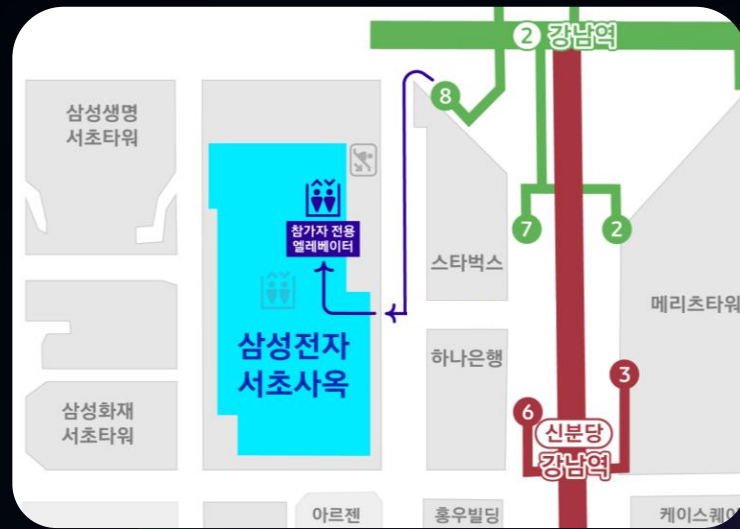 2 강남역
8
삼성생명
서초타워
참가자 전용
엘레베이터
7
2
스타벅스
메리츠타워
삼성전자
서초사옥
하나은행
3
삼성화재
서초타워
6
신분당
강남역
아르젠
홍우빌딩
케이스퀘어